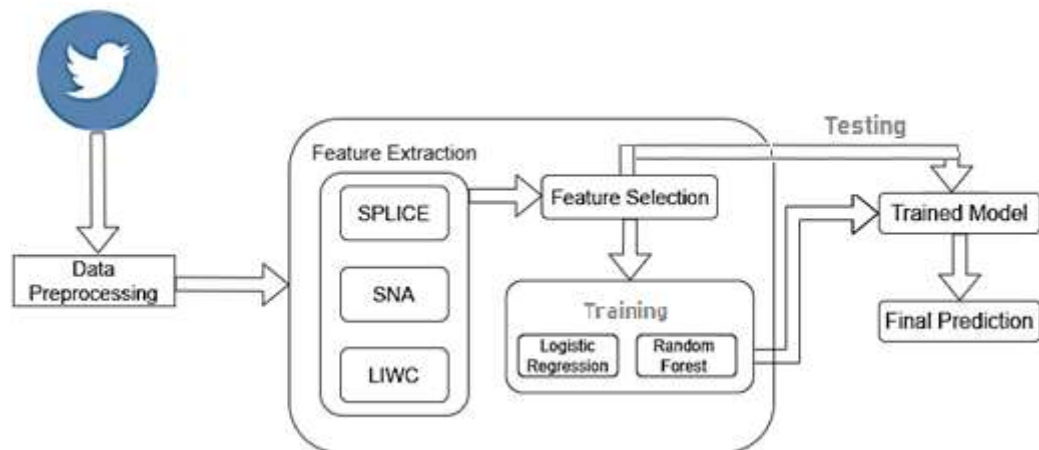 Testing
Feature Extraction
SPLICE
Feature Selection
Trained Model
Data
Preprocessing
SNA
Training
Final Prediction
Logistic
Regression
Random
Forest
LIWC